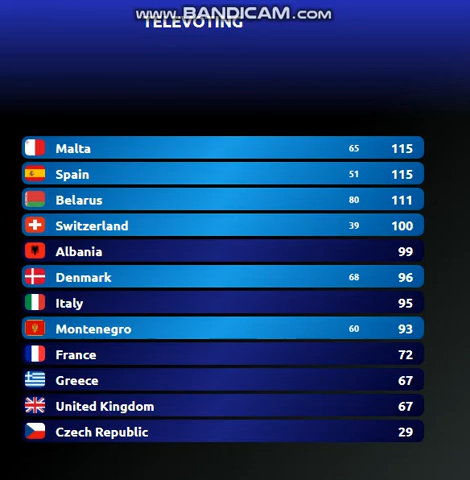 www.BANDICAM.com
TELEVOTING
Malta 65 115
Spain 51 115
Belarus 80 111
Switzerland 39 100
Albania 99
Denmark 68 96
Italy 95
Montenegro 60 93
France 72
Greece 67
United Kingdom 67
Czech Republic 29